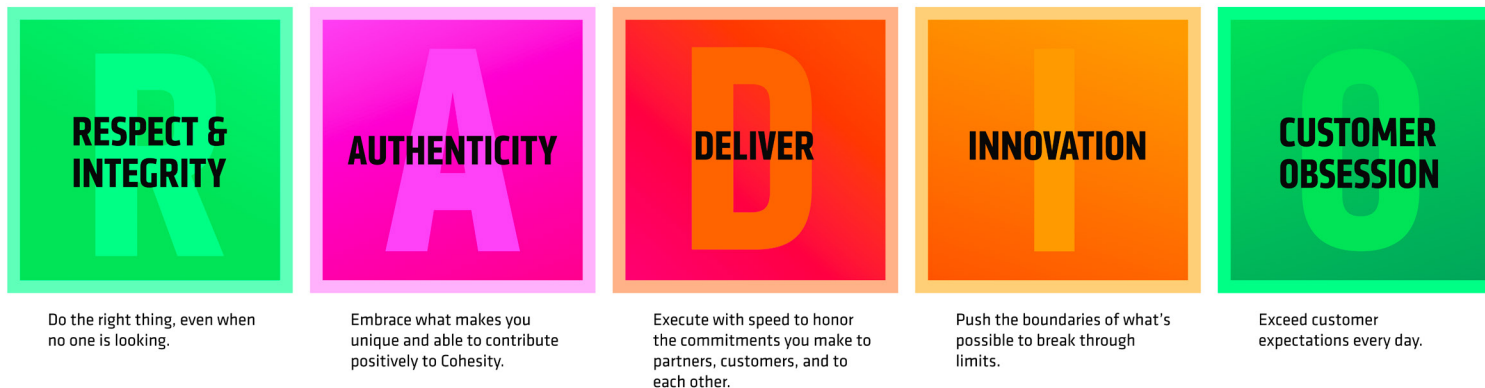 R
RESPECT &
INTEGRITY
Do the right thing, even when
no one is looking.
A
AUTHENTICITY
Embrace what makes you
unique and able to contribute
positively to Cohesity.
D
DELIVER
Execute with speed to honor
the commitments you make to
partners, customers, and to
each other.
I
INNOVATION
Push the boundaries of what’s
possible to break through
limits.
O
CUSTOMER
OBSESSION
Exceed customer
expectations every day.